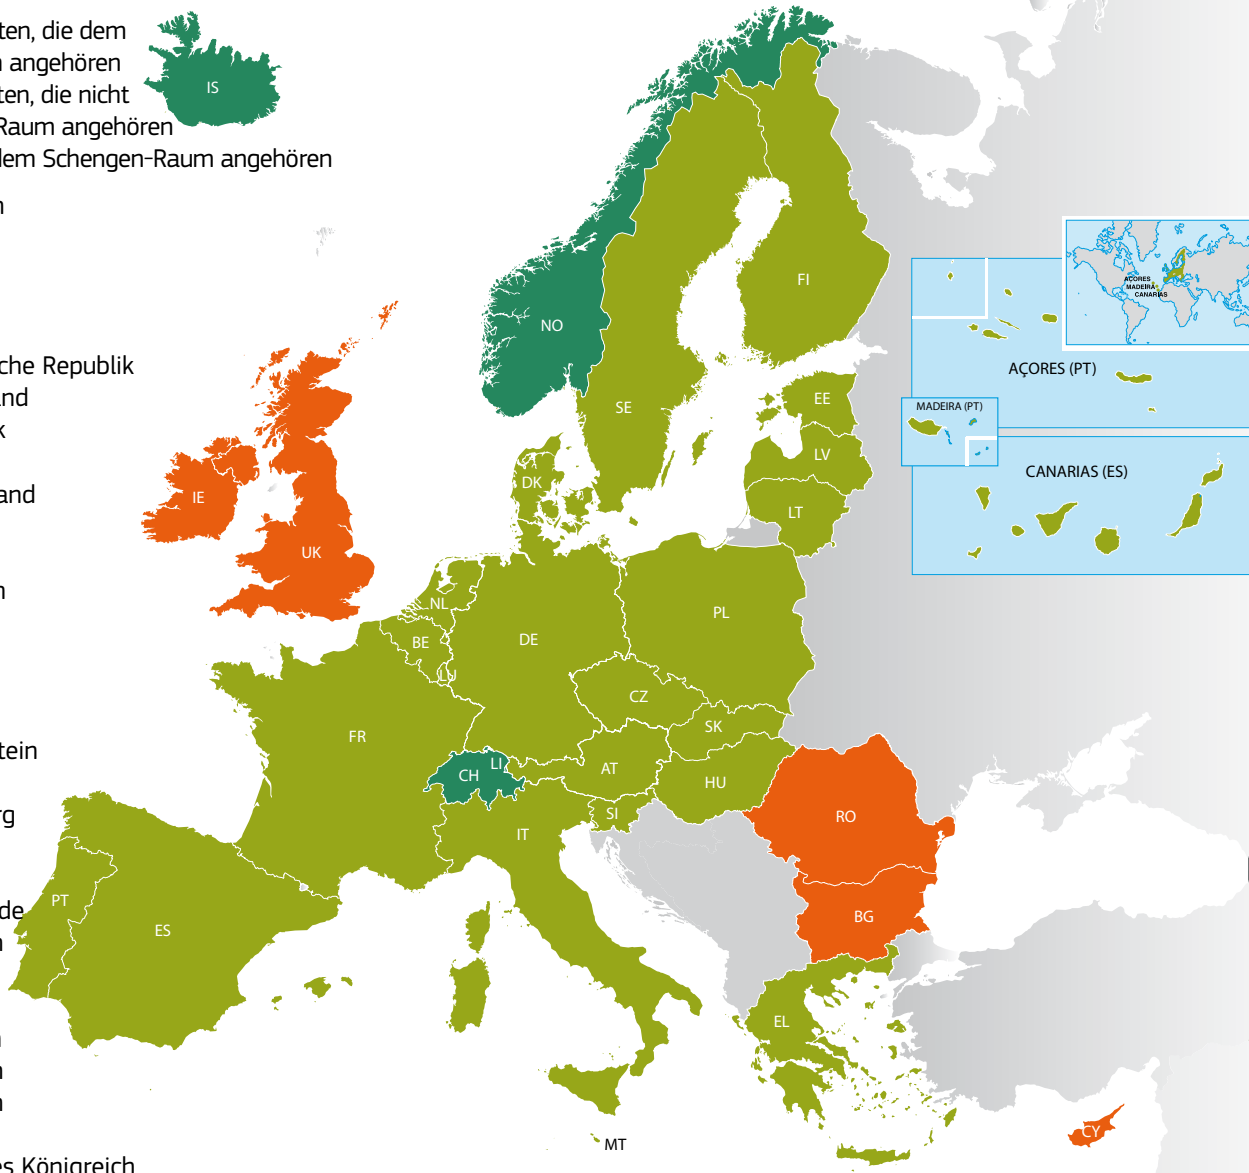 ten, die dem
angehören
ten, die nicht
Raum angehören
dem Schengen-Raum angehören
che Republik
and
k
and
tein
rg
de
es Königreich
IS
NO
SE
FI
EE
LV
LT
DK
IE
UK
NL
BE
LU
DE
PL
CZ
SK
FR
CH
LI
AT
HU
SI
IT
RO
BG
PT
ES
EL
MT
CY
AÇORES
MADEIRA
CANARIAS
AÇORES (PT)
MADEIRA (PT)
CANARIAS (ES)